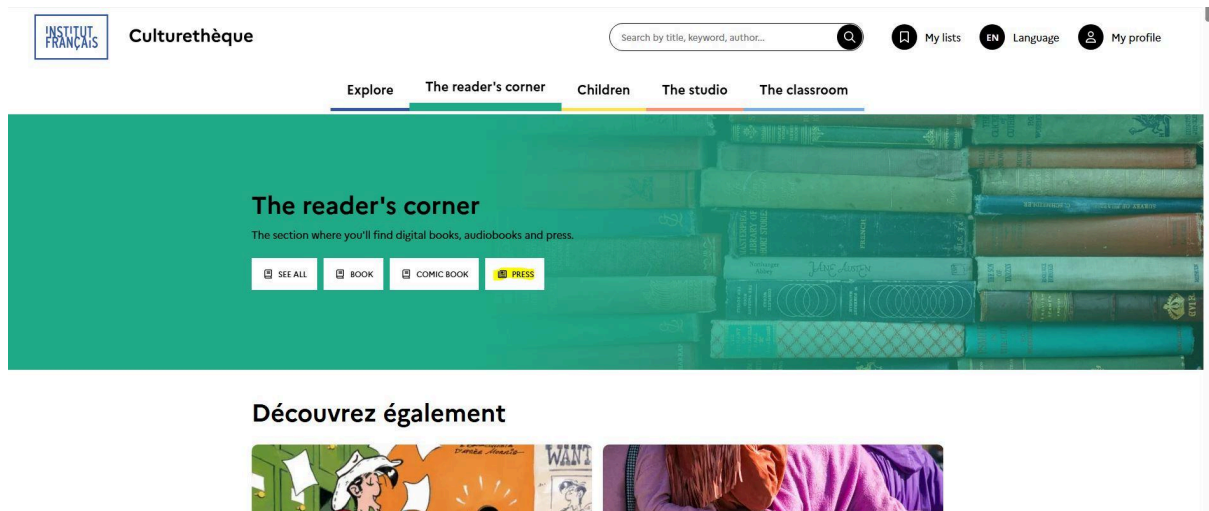 INSTITUT
FRANÇAIS
Culturethèque
Search by title, keyword, author...
My lists
EN Language
My profile
Explore
The reader's corner
Children
The studio
The classroom
The reader's corner
The section where you'll find digital books, audiobooks and press.
SEE ALL
BOOK
COMIC BOOK
PRESS
FRENCH
Découvrez également
WANT